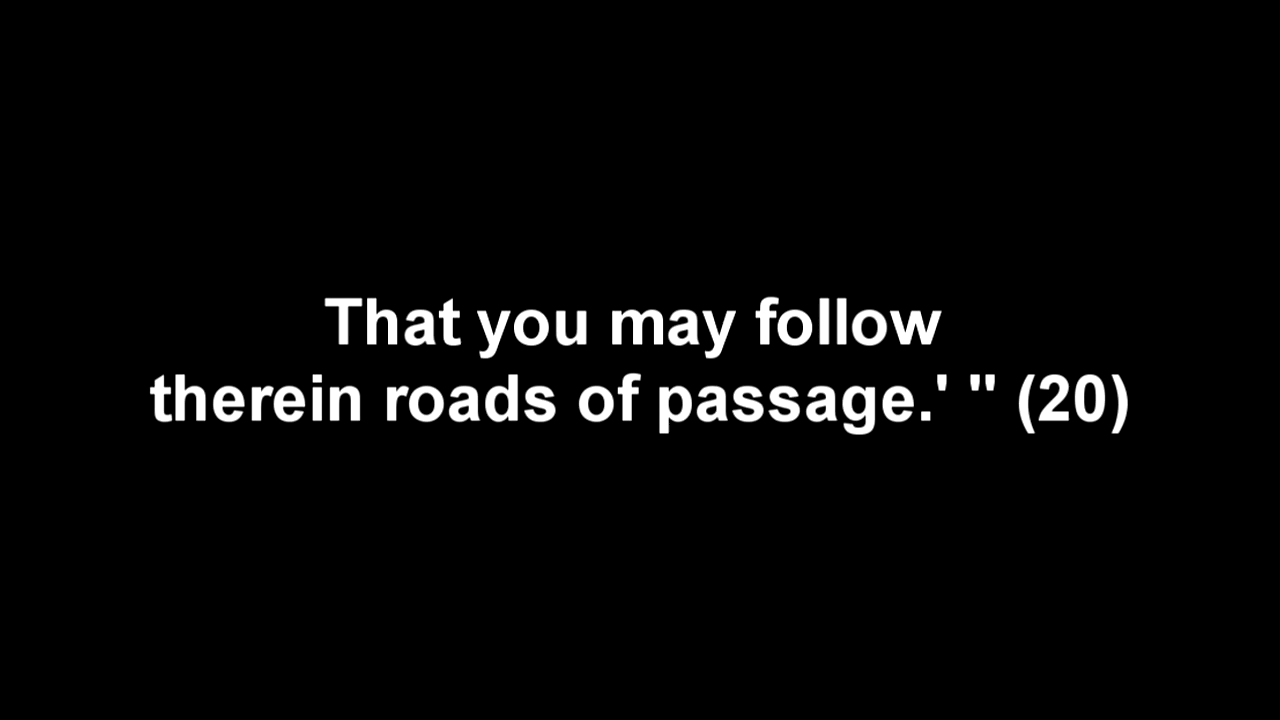 That you may follow
therein roads of passage.' " (20)